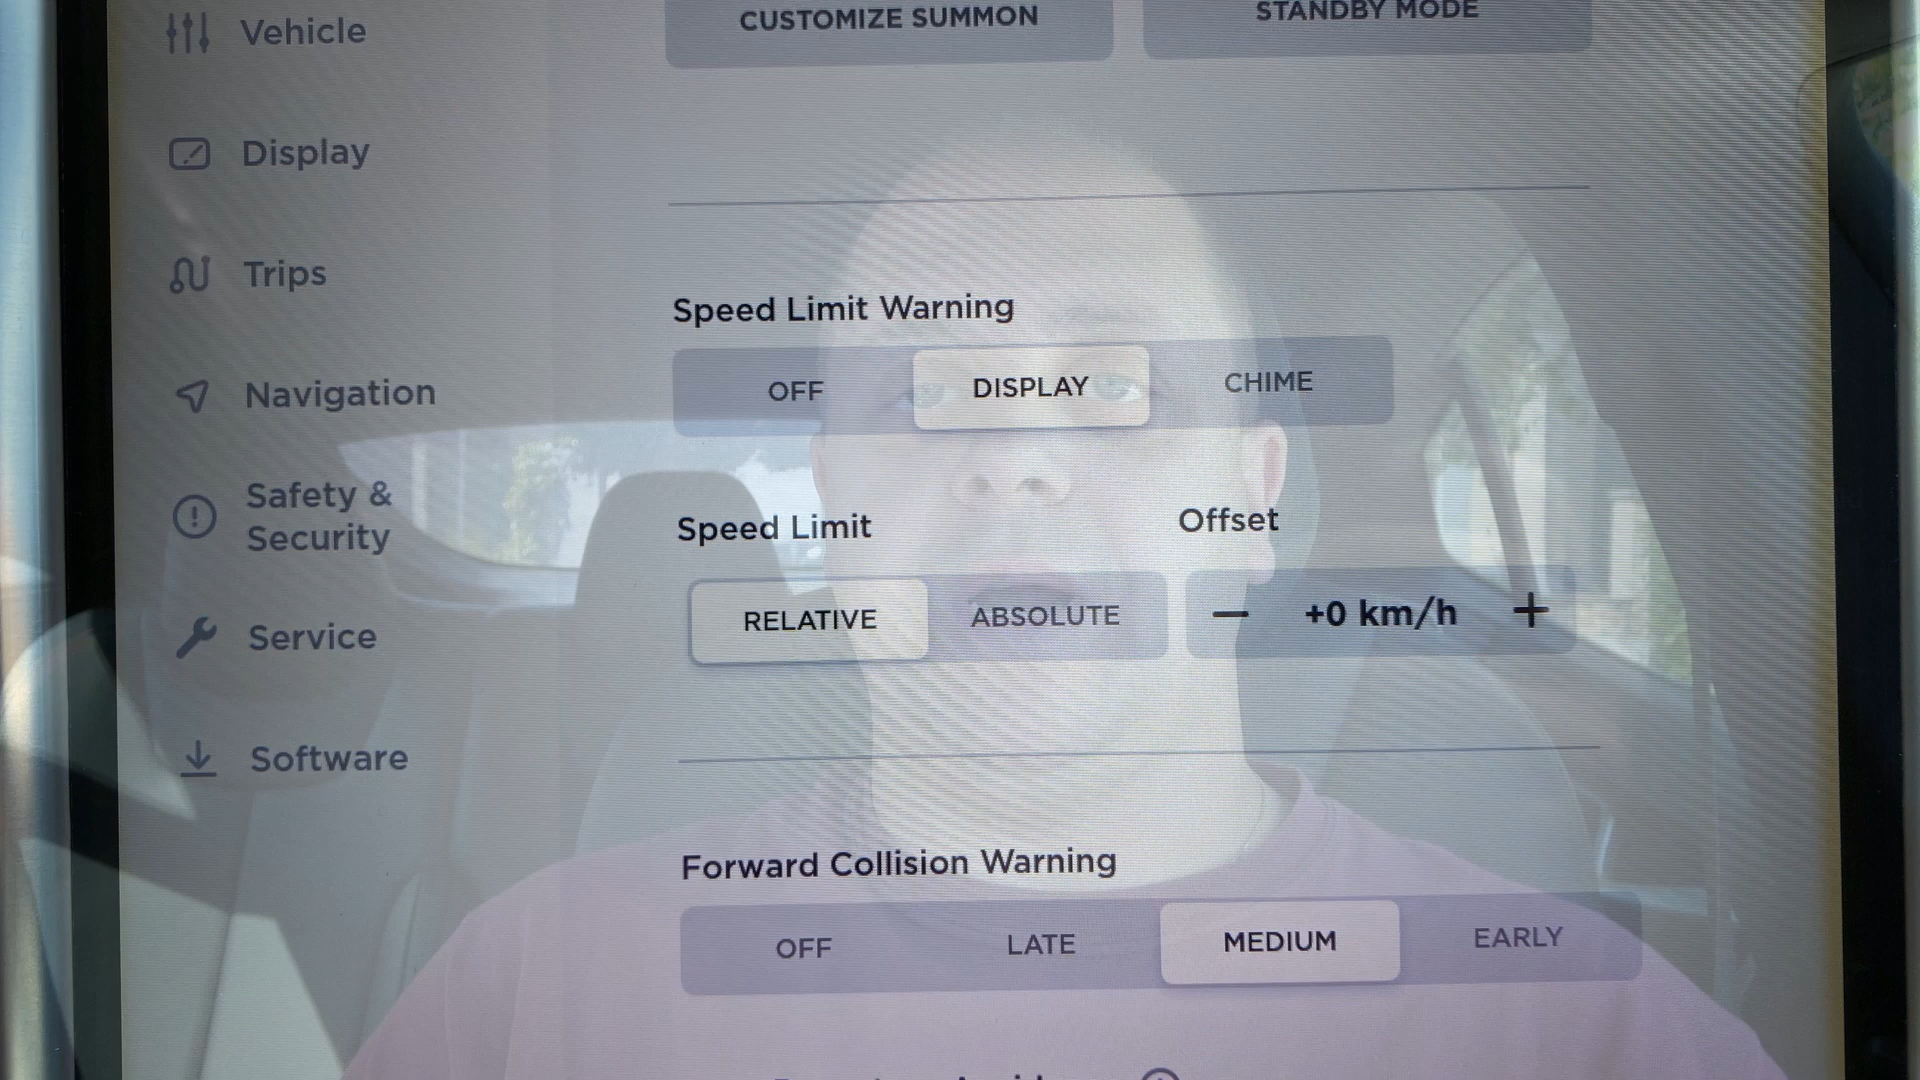 CUSTOMIZE SUMMON
STANDBY MODE
Vehicle
Display
Trips
Navigation
Safety &
Security
Service
Software
Speed Limit Warning
OFF
DISPLAY
CHIME
Speed Limit
Offset
RELATIVE
ABSOLUTE
— +0 km/h +
Forward Collision Warning
OFF
LATE
MEDIUM
EARLY